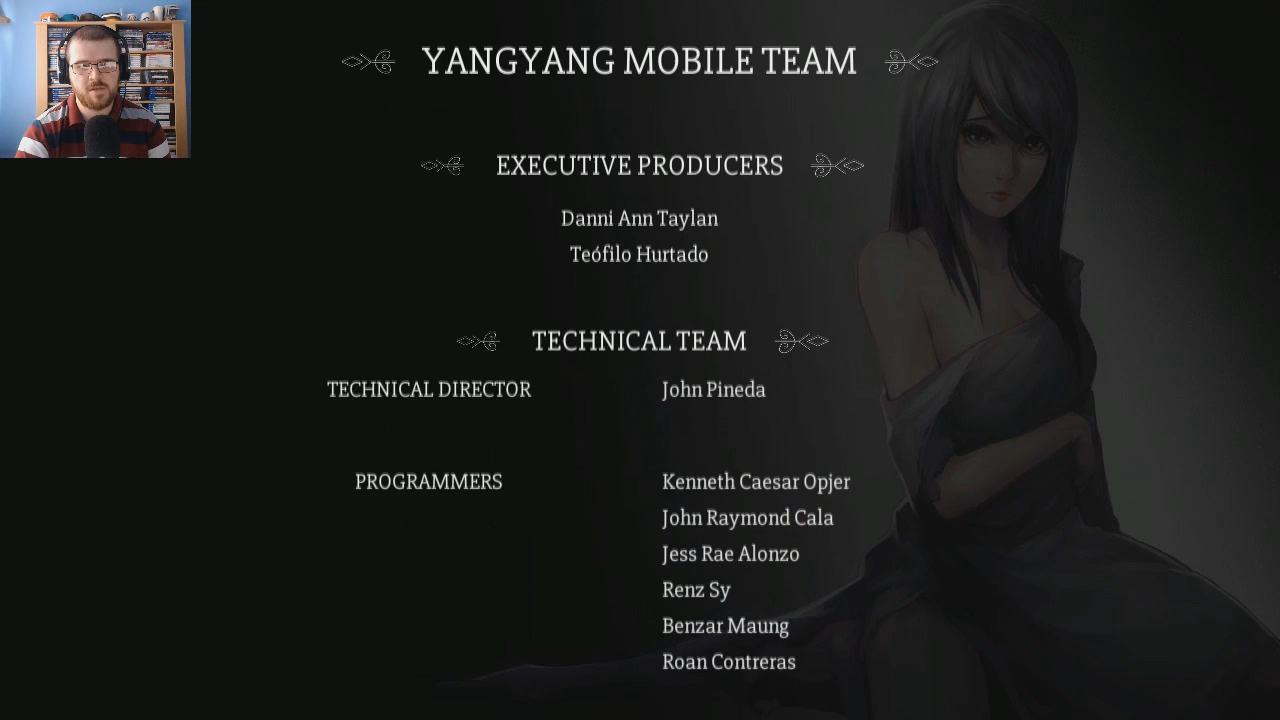 YANGYANG MOBILE TEAM
EXECUTIVE PRODUCERS
Danni Ann Taylan
Teófilo Hurtado
TECHNICAL TEAM
TECHNICAL DIRECTOR John Pineda
PROGRAMMERS Kenneth Caesar Opjer
John Raymond Cala
Jess Rae Alonzo
Renz Sy
Benzar Maung
Roan Contreras